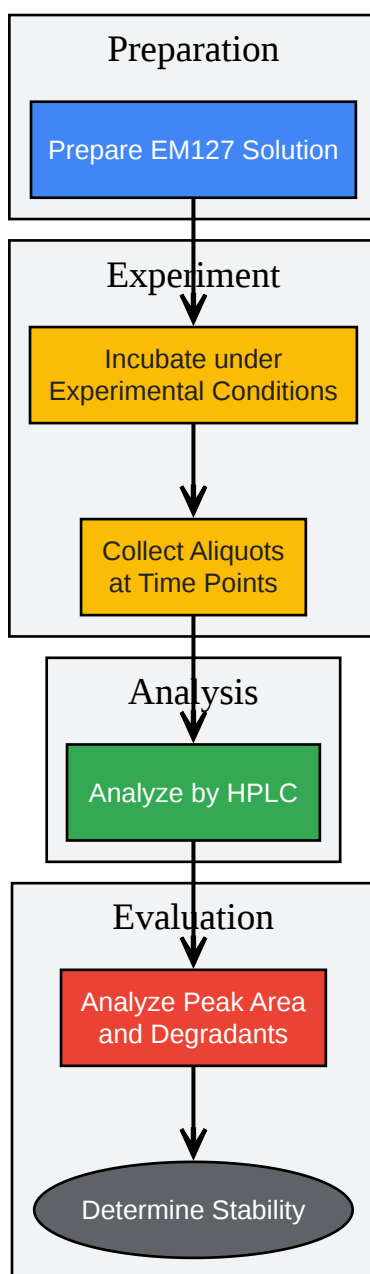 Preparation
Prepare EM127 Solution
Experiment
Incubate under
Experimental Conditions
Collect Aliquots
at Time Points
Analysis
Analyze by HPLC
Evaluation
Analyze Peak Area
and Degradants
Determine Stability